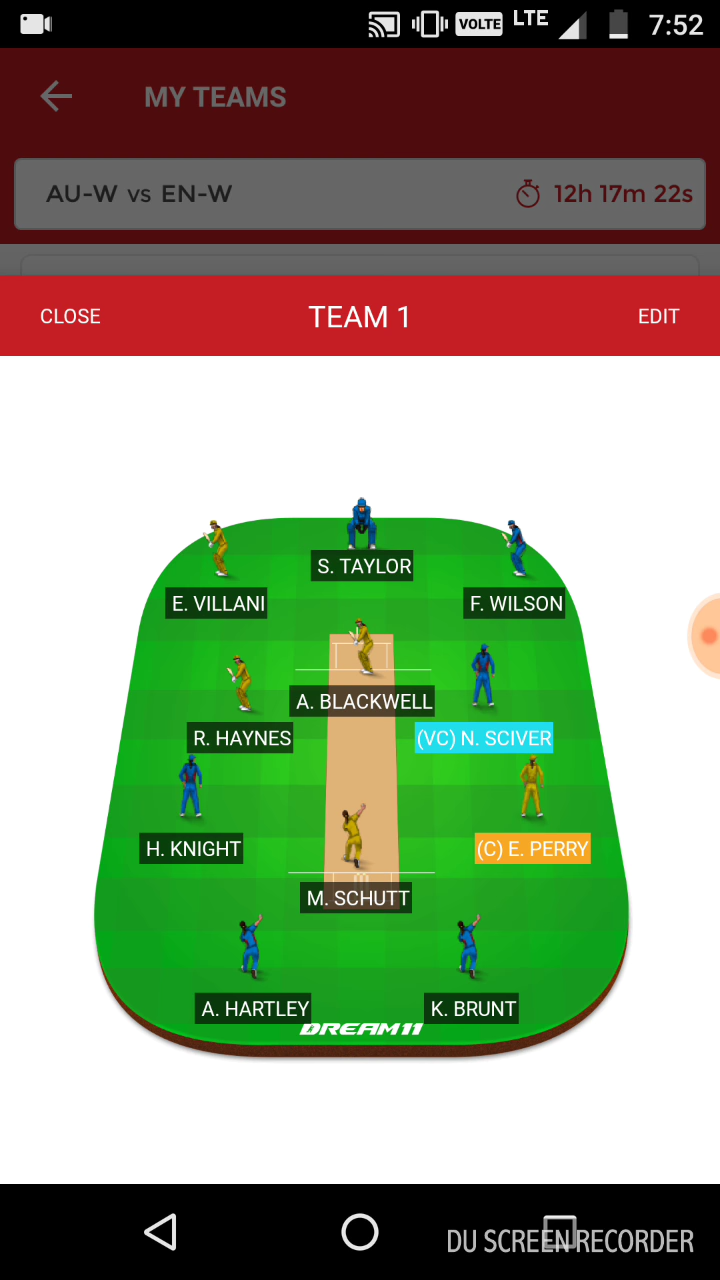 VOLTE LTE 7:52
MY TEAMS
AU-W vs EN-W 12h 17m 22s
CLOSE TEAM 1 EDIT
S. TAYLOR
E. VILLANI F. WILSON
A. BLACKWELL
R. HAYNES (VC) N. SCIVER
H. KNIGHT (C) E. PERRY
M. SCHUTT
A. HARTLEY K. BRUNT
DREAM11
DU SCREEN RECORDER